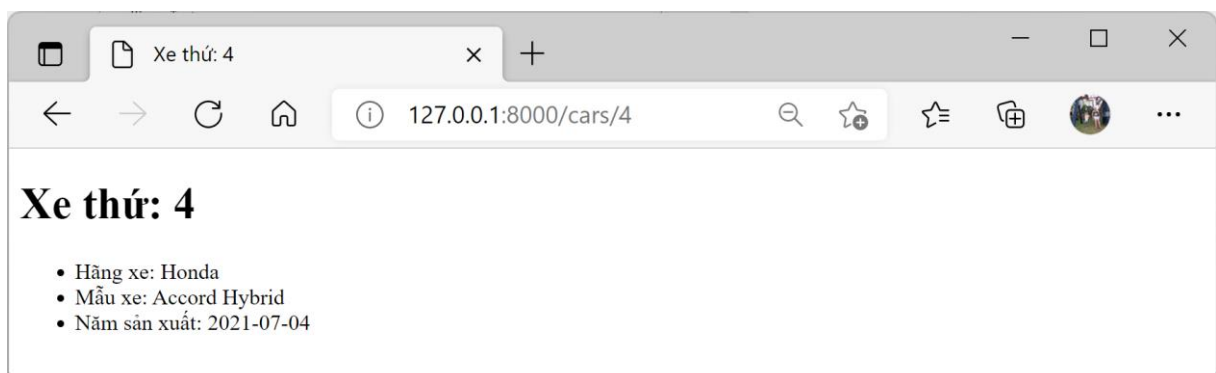 Xe thứ: 4
127.0.0.1:8000/cars/4
Xe thứ: 4
• Hãng xe: Honda
• Mẫu xe: Accord Hybrid
• Năm sản xuất: 2021-07-04